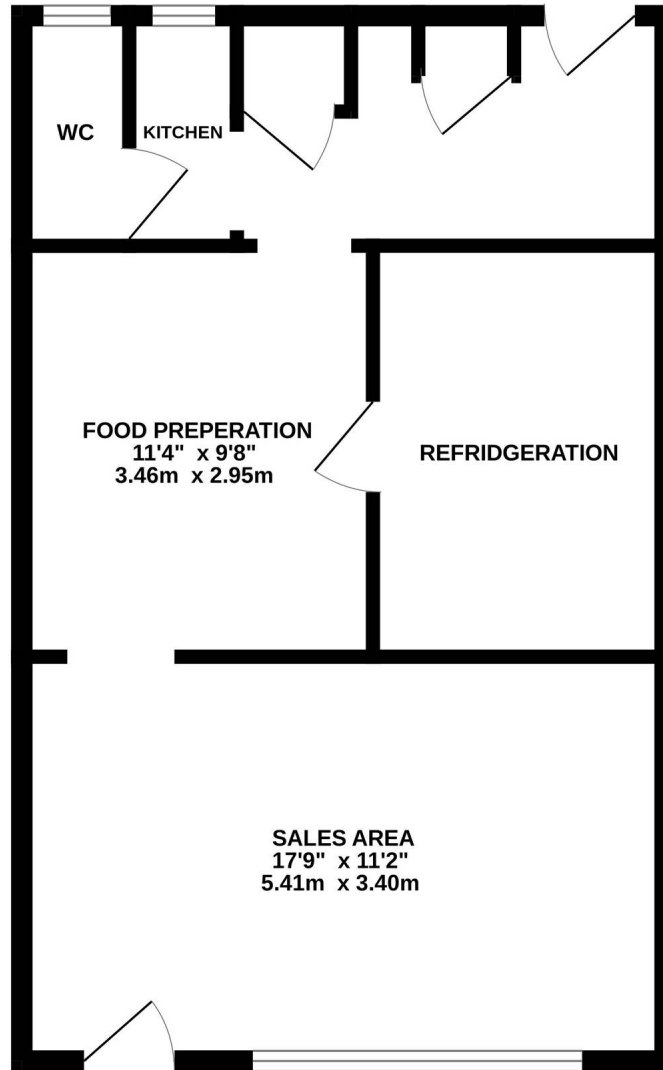 WC
KITCHEN
FOOD PREPERATION
11'4" x 9'8"
3.46m x 2.95m
REFRIDGERATION
SALES AREA
17'9" x 11'2"
5.41m x 3.40m